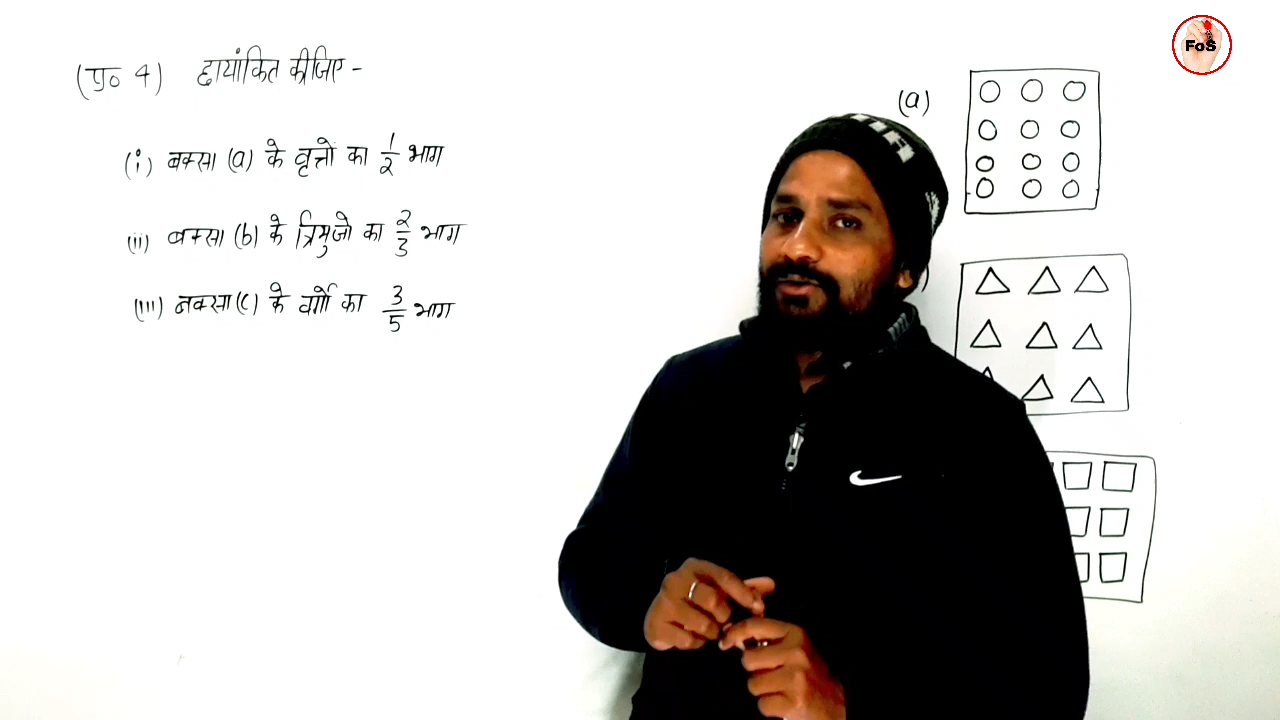 (प्र० 4) छायांकित कीजिए -
(i) बक्सा (a) के वृत्तो का 1/2 भाग
(ii) बक्सा (b) के त्रिभुजो का 2/3 भाग
(iii) बक्सा (c) के वर्गो का 3/5 भाग
(a)
FoS